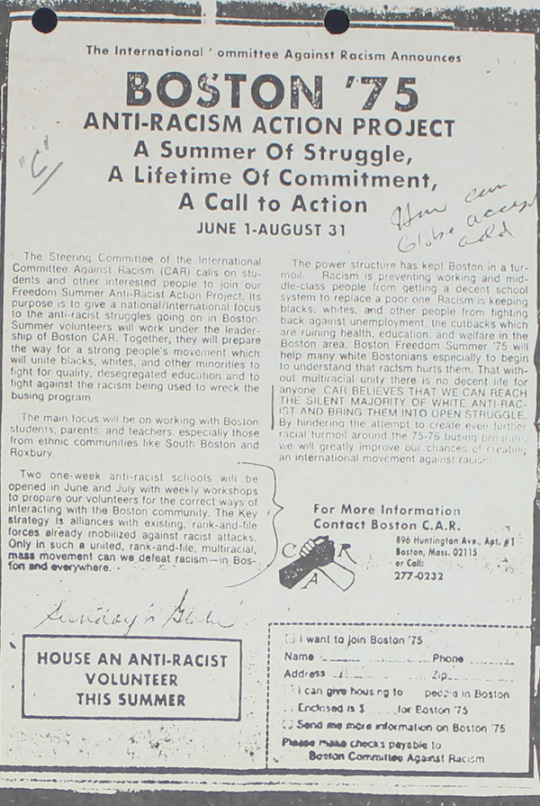 The International ommittee Against Racism Announces
BOSTON '75
ANTI-RACISM ACTION PROJECT
A Summer Of Struggle,
A Lifetime Of Commitment,
A Call to Action
JUNE 1-AUGUST 31
"C"
How can
Globe accept
add
The Steering Committee of the International
Committee Against Racism (CAR) calls on stu-
dents and other interested people to join our
Freedom Summer Anti-Racist Action Project. Its
purpose is to give a national/international focus
to the anti-racist struggles going on in Boston.
Summer volunteers will work under the leader-
ship of Boston CAR. Together, they will prepare
the way for a strong people's movement which
will unite blacks, whites, and other minorities to
fight for quality, desegregated education and to
fight against the racism being used to wreck the
busing program
The main focus will be on working with Boston
students, parents, and teachers, especially those
from ethnic communities like South Boston and
Roxbury.
Two one-week anti-racist schools will be
opened in June and July with weekly workshops
to prepare our volunteers for the correct ways of
interacting with the Boston community. The Key
strategy is alliances with existing, rank-and-file
forces already mobilized against racist attacks.
Only in such a united, rank-and-file, multiracial,
mass movement can we defeat racism—in Bos-
ton and everywhere.
The power structure has kept Boston in a tur-
moil. Racism is preventing working and mid-
dle-class people from getting a decent school
system to replace a poor one. Racism is keeping
blacks, whites, and other people from fighting
back against unemployment, the cutbacks which
are ruining health, education, and welfare in the
Boston area. Boston Freedom Summer '75 will
help many white Bostonians especially to begin
to understand that racism hurts them. That with-
out multiracial unity there is no decent life for
anyone. CAR BELIEVES THAT WE CAN REACH
THE SILENT MAJORITY OF WHITE ANTI-RAC-
IST AND BRING THEM INTO OPEN STRUGGLE.
By hindering the attempt to create even further
racial turmoil around the 75-76 busing program,
we will greatly improve our chances of creating
an international movement against racism
For More Information
Contact Boston C.A.R.
896 Huntington Ave., Apt. #1
Boston, Mass. 02115
or Call:
277-0232
C A R
Sunday's Globe
HOUSE AN ANTI-RACIST
VOLUNTEER
THIS SUMMER
I want to join Boston '75
Name Phone
Address Zip
I can give housing to people in Boston
Enclosed is $ for Boston '75
Send me more information on Boston '75
Please make checks payable to
Boston Committee Against Racism